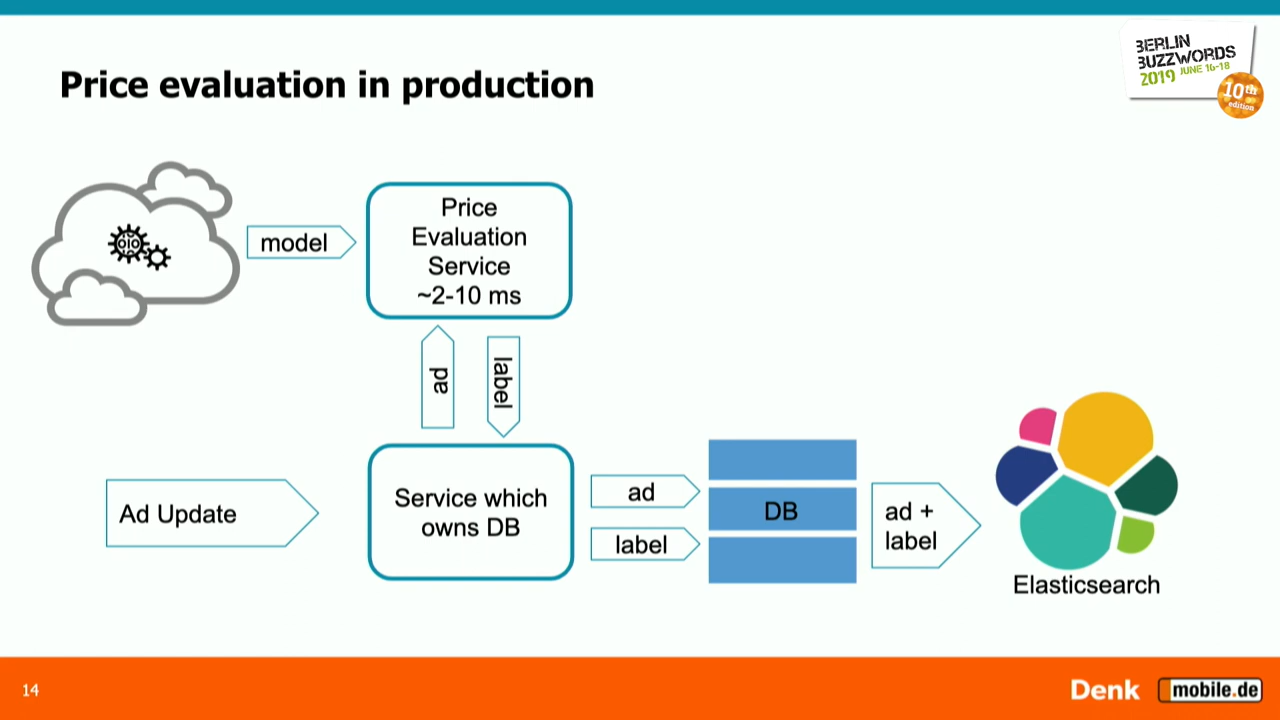 BERLIN
BUZZWORDS
2019 JUNE 16-18
10th
edition
Price evaluation in production
model
Price
Evaluation
Service
~2-10 ms
ad
label
Ad Update
Service which
owns DB
ad
label
DB
ad +
label
Elasticsearch
14
Denk
mobile.de